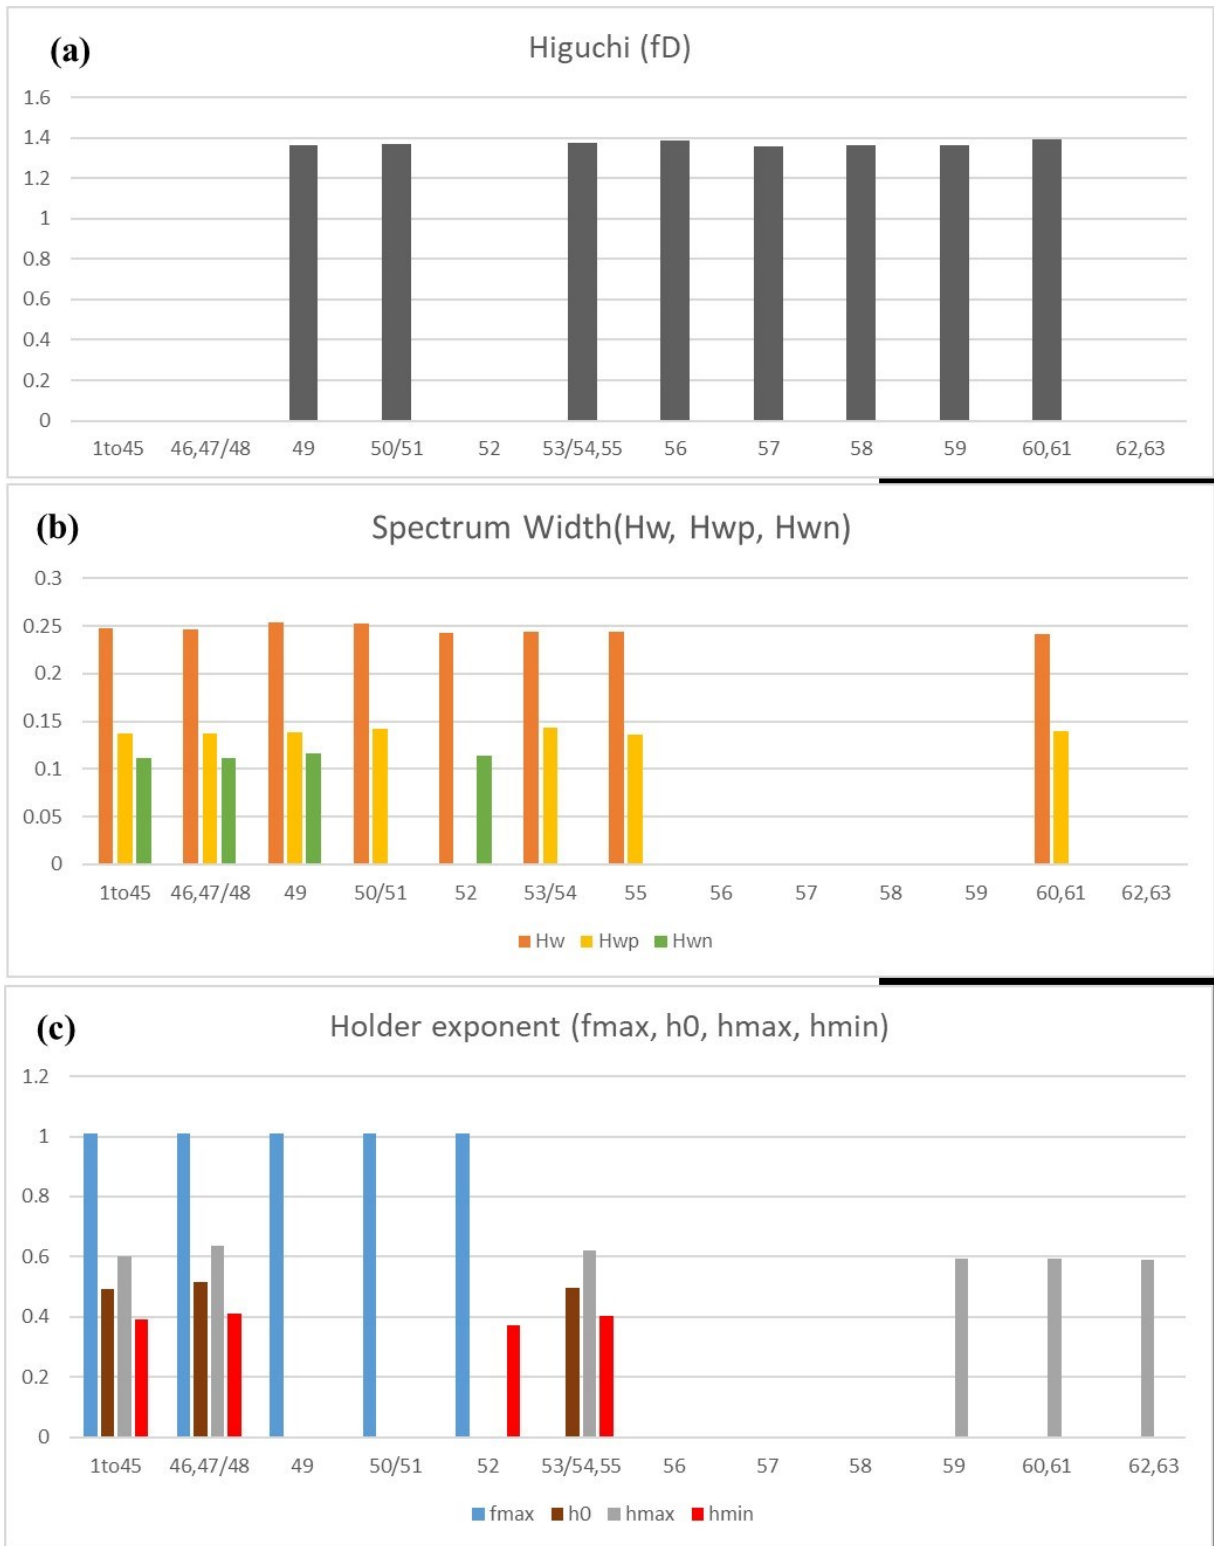 (a)
Higuchi (fD)
1.6
1.4
1.2
1
0.8
0.6
0.4
0.2
0
1to45 46,47/48 49 50/51 52 53/54,55 56 57 58 59 60,61 62,63
(b)
Spectrum Width(Hw, Hwp, Hwn)
0.3
0.25
0.2
0.15
0.1
0.05
0
1to45 46,47/48 49 50/51 52 53/54 55 56 57 58 59 60,61 62,63
Hw Hwp Hwn
(c)
Holder exponent (fmax, h0, hmax, hmin)
1.2
1
0.8
0.6
0.4
0.2
0
1to45 46,47/48 49 50/51 52 53/54,55 56 57 58 59 60,61 62,63
fmax h0 hmax hmin